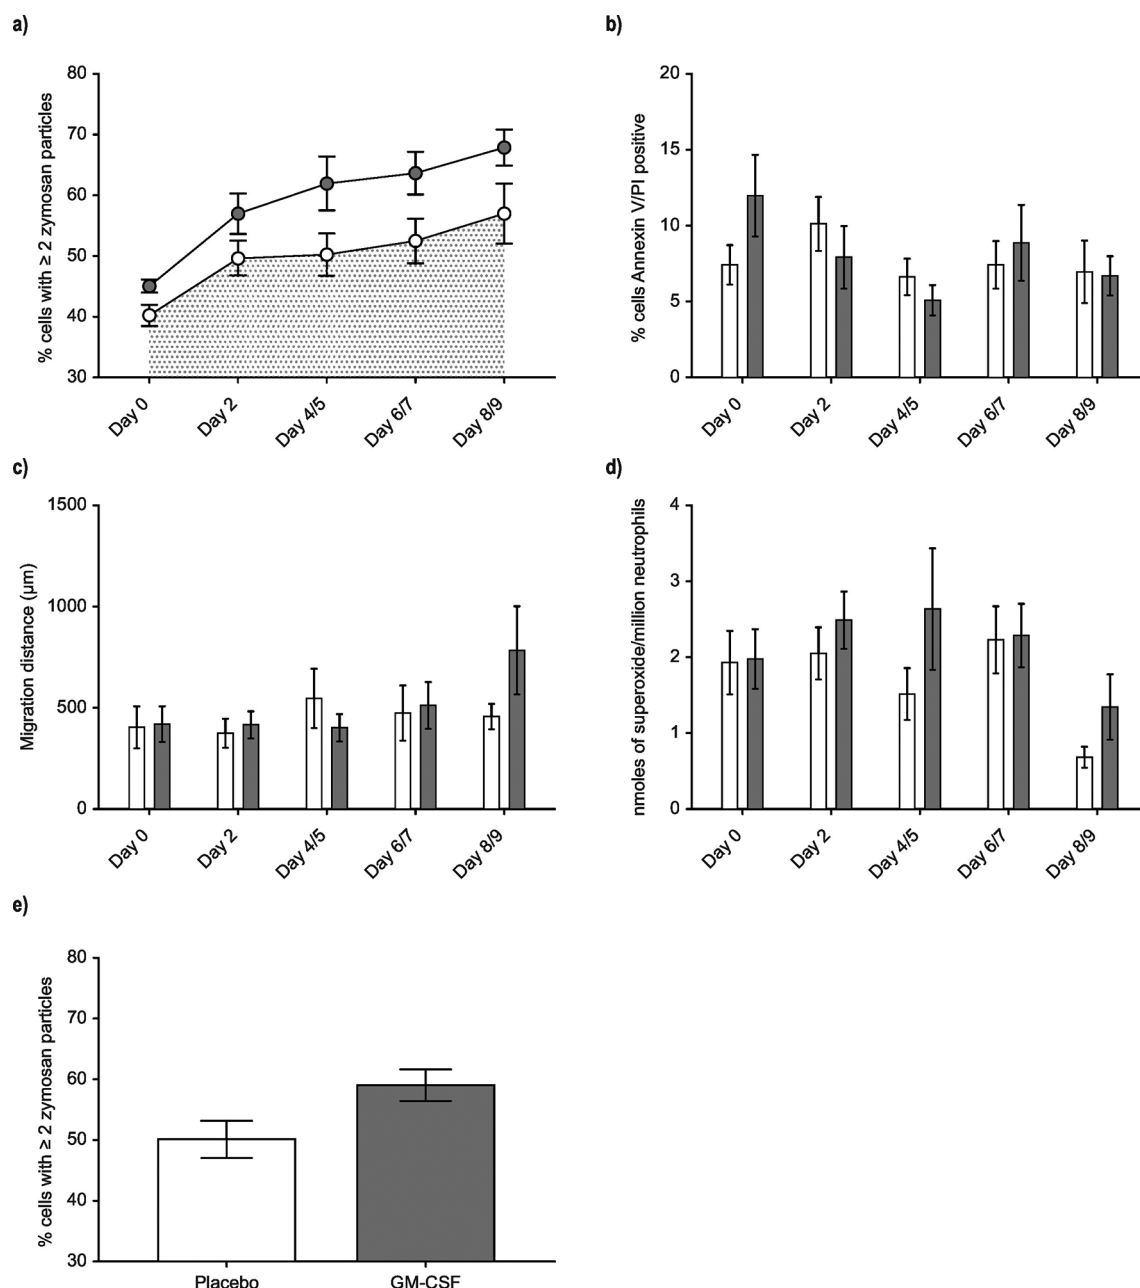 a)
% cells with ≥ 2 zymosan particles
80
70
60
50
40
30
Day 0
Day 2
Day 4/5
Day 6/7
Day 8/9
b)
% cells Annexin V/PI positive
20
15
10
5
0
Day 0
Day 2
Day 4/5
Day 6/7
Day 8/9
c)
Migration distance (µm)
1500
1000
500
0
Day 0
Day 2
Day 4/5
Day 6/7
Day 8/9
d)
nmoles of superoxide/million neutrophils
4
3
2
1
0
Day 0
Day 2
Day 4/5
Day 6/7
Day 8/9
e)
% cells with ≥ 2 zymosan particles
80
70
60
50
40
30
Placebo
GM-CSF